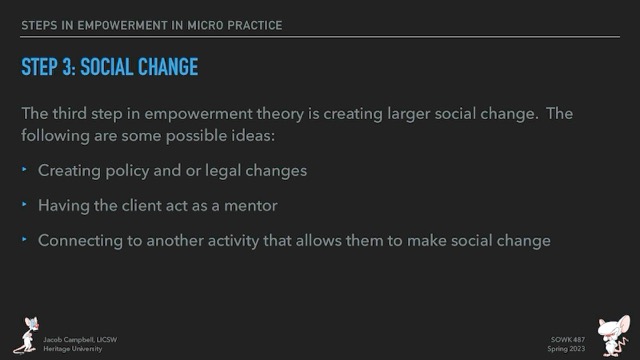 STEPS IN EMPOWERMENT IN MICRO PRACTICE
STEP 3: SOCIAL CHANGE
The third step in empowerment theory is creating larger social change. The
following are some possible ideas:
‣ Creating policy and or legal changes
‣ Having the client act as a mentor
‣ Connecting to another activity that allows them to make social change
Jacob Campbell, LICSW
Heritage University
SOWK 487
Spring 2023